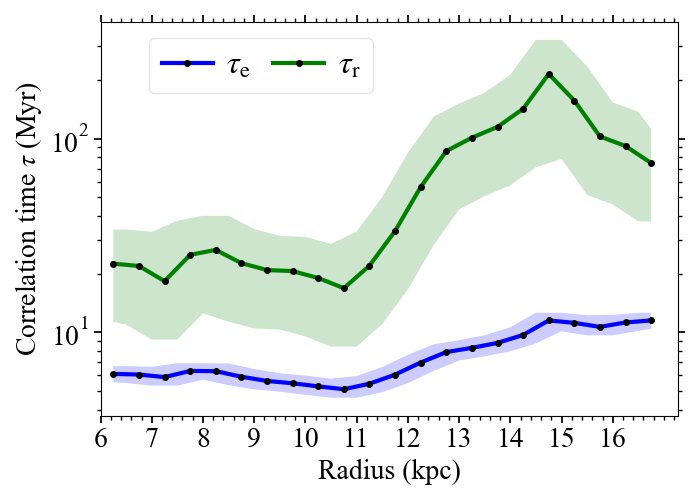 τe τr
10²
10¹
Correlation time τ (Myr)
6 7 8 9 10 11 12 13 14 15 16
Radius (kpc)